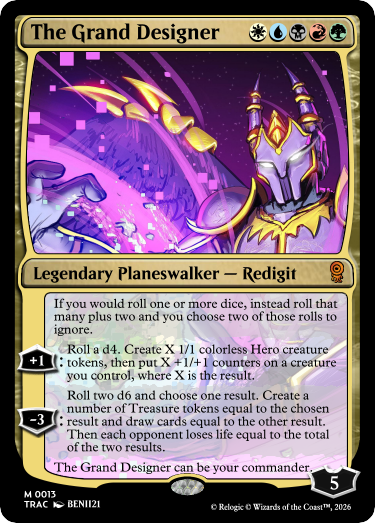 The Grand Designer
Legendary Planeswalker — Redigit
If you would roll one or more dice, instead roll that
many plus two and you choose two of those rolls to
ignore.
+1: Roll a d4. Create X 1/1 colorless Hero creature
tokens, then put X +1/+1 counters on a creature
you control, where X is the result.
Roll two d6 and choose one result. Create a
number of Treasure tokens equal to the chosen
-3: result and draw cards equal to the other result.
Then each opponent loses life equal to the total
of the two results.
The Grand Designer can be your commander.
5
M 0013
TRAC BENII21
© Relogic © Wizards of the Coast™, 2026